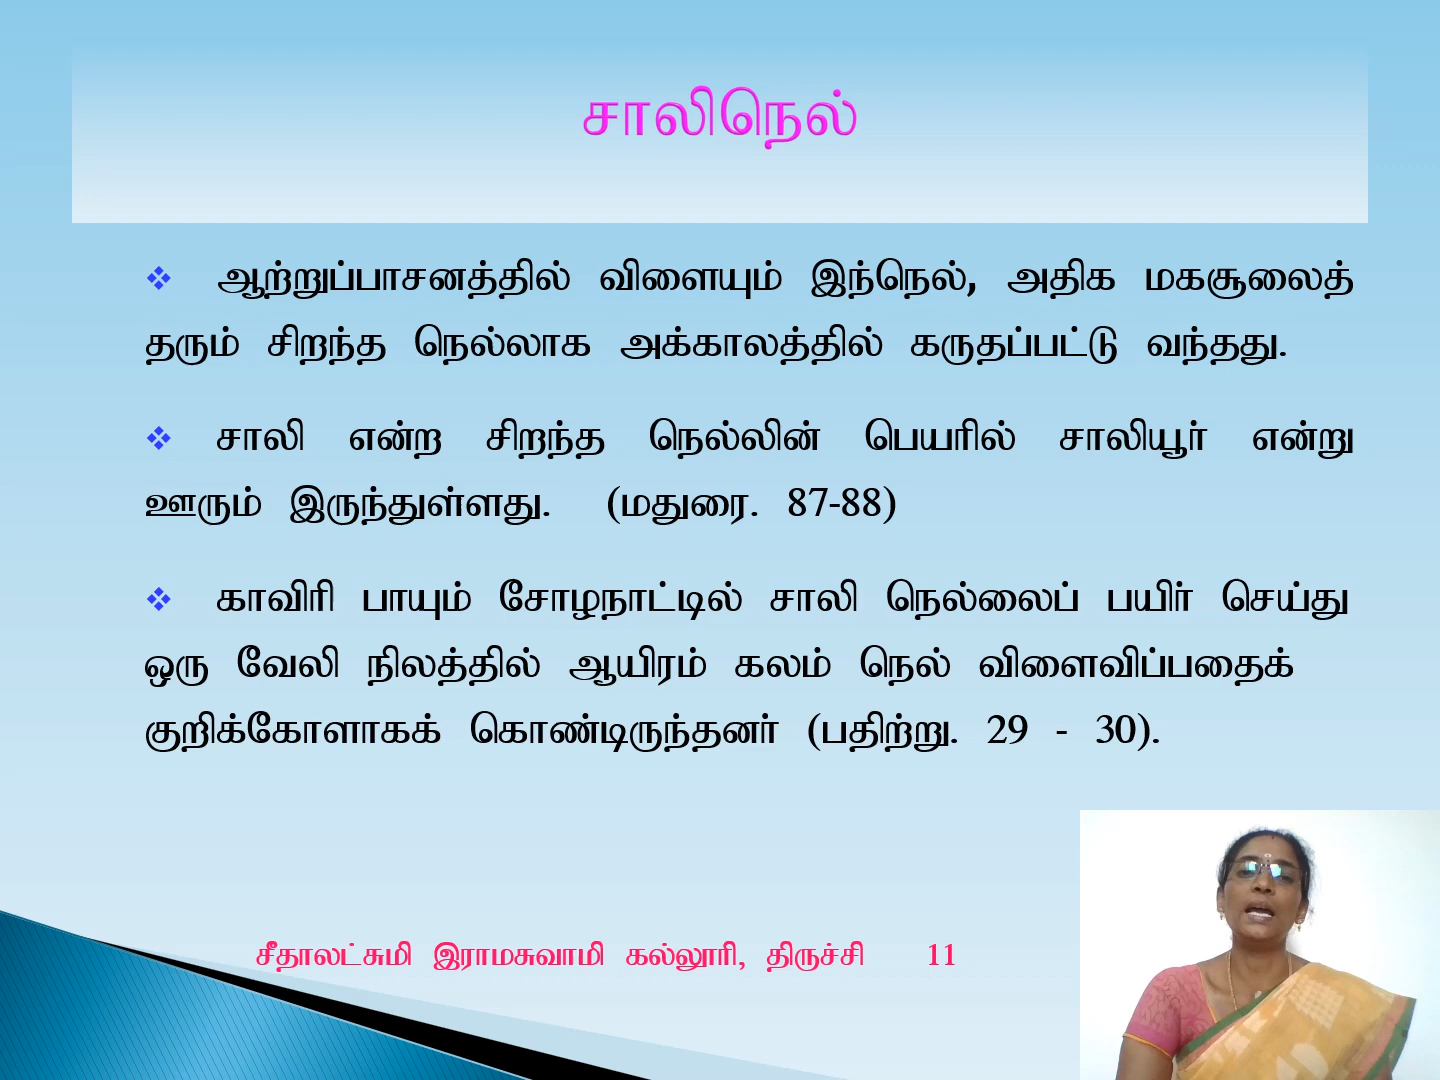 சாலிநெல்
❖ ஆற்றுப்பாசனத்தில் விளையும் இந்நெல், அதிக மகசூலைத்
தரும் சிறந்த நெல்லாக அக்காலத்தில் கருதப்பட்டு வந்தது.
❖ சாலி என்ற சிறந்த நெல்லின் பெயரில் சாலியூர் என்று
ஊரும் இருந்துள்ளது. (மதுரை. 87-88)
❖ காவிரி பாயும் சோழநாட்டில் சாலி நெல்லைப் பயிர் செய்து
ஒரு வேலி நிலத்தில் ஆயிரம் கலம் நெல் விளைவிப்பதைக்
குறிக்கோளாகக் கொண்டிருந்தனர் (பதிற்று. 29 - 30).
சீதாலட்சுமி இராமசுவாமி கல்லூரி, திருச்சி 11